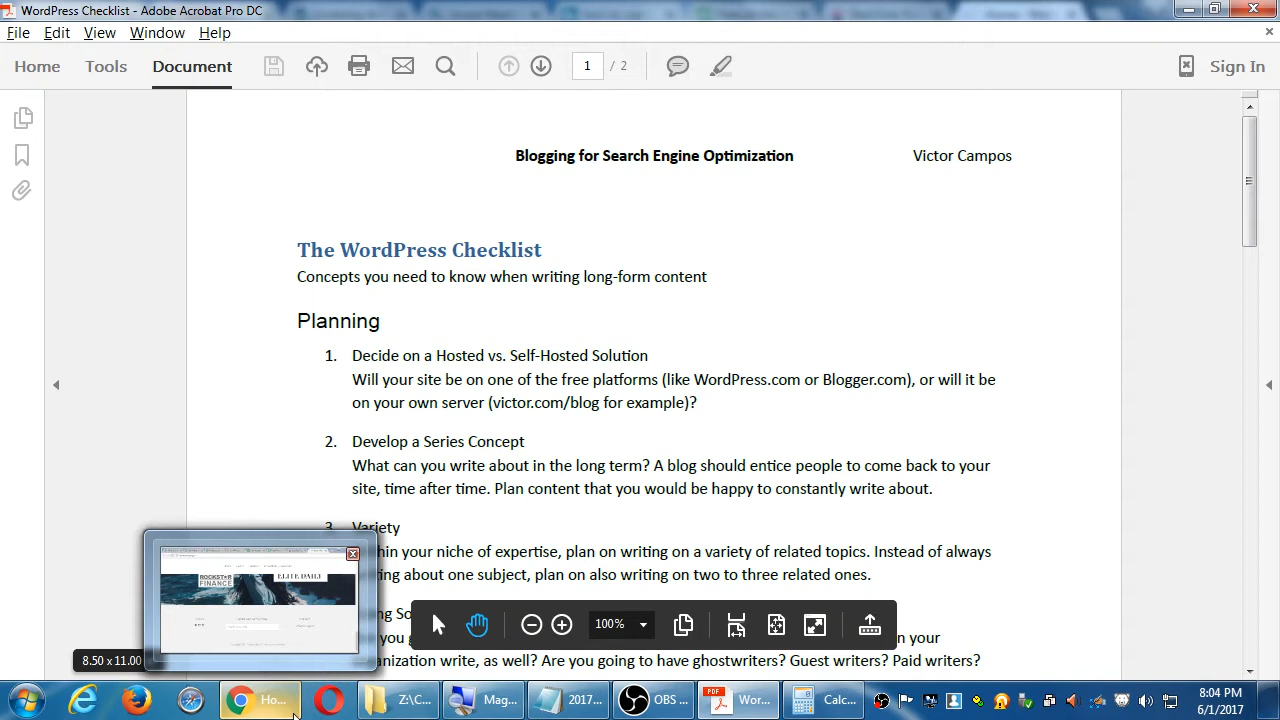 WordPress Checklist - Adobe Acrobat Pro DC
File Edit View Window Help
Home Tools Document 1 / 2 Sign In
Blogging for Search Engine Optimization Victor Campos
The WordPress Checklist
Concepts you need to know when writing long-form content
Planning
1. Decide on a Hosted vs. Self-Hosted Solution
Will your site be on one of the free platforms (like WordPress.com or Blogger.com), or will it be
on your own server (victor.com/blog for example)?
2. Develop a Series Concept
What can you write about in the long term? A blog should entice people to come back to your
site, time after time. Plan content that you would be happy to constantly write about.
3. Variety
hin your niche of expertise, plan on writing on a variety of related topics. Instead of always
ng about one subject, plan on also writing on two to three related ones.
ROCKSTAR
FINANCE
ELITE DAILY
ng So
100%
n your
ganization write, as well? Are you going to have ghostwriters? Guest writers? Paid writers?
8.50 x 11.00
Ho... Z:\C... Mag... 2017... OBS ... PDF Wor... Calc...
8:04 PM
6/1/2017